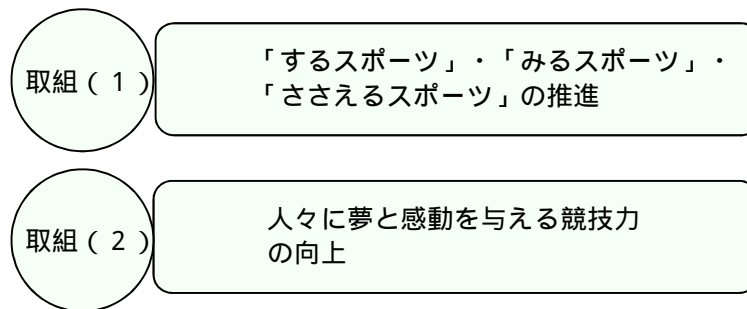 取組(1)
「するスポーツ」・「みるスポーツ」・
「ささえるスポーツ」の推進
取組(2)
人々に夢と感動を与える競技力
の向上